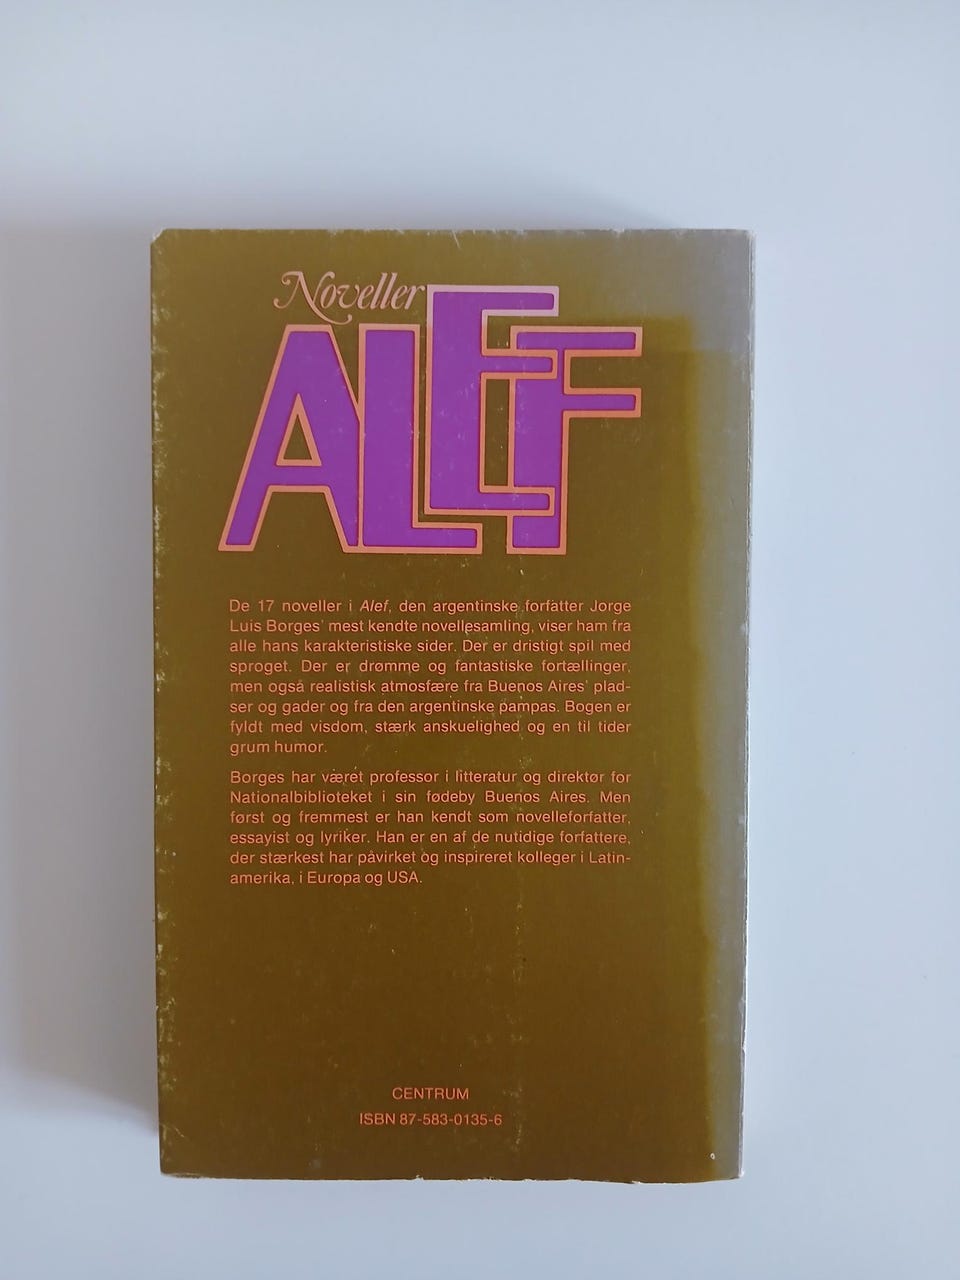 Noveller
ALEF
De 17 noveller i Alef, den argentinske forfatter Jorge
Luis Borges' mest kendte novellesamling, viser ham fra
alle hans karakteristiske sider. Der er dristigt spil med
sproget. Der er drømme og fantastiske fortællinger,
men også realistisk atmosfære fra Buenos Aires' plad-
ser og gader og fra den argentinske pampas. Bogen er
fyldt med visdom, stærk anskuelighed og en til tider
grum humor.
Borges har været professor i litteratur og direktør for
Nationalbiblioteket i sin fødeby Buenos Aires. Men
først og fremmest er han kendt som novelleforfatter,
essayist og lyriker. Han er en af de nutidige forfattere,
der stærkest har påvirket og inspireret kolleger i Latin-
amerika, i Europa og USA.
CENTRUM
ISBN 87-583-0135-6